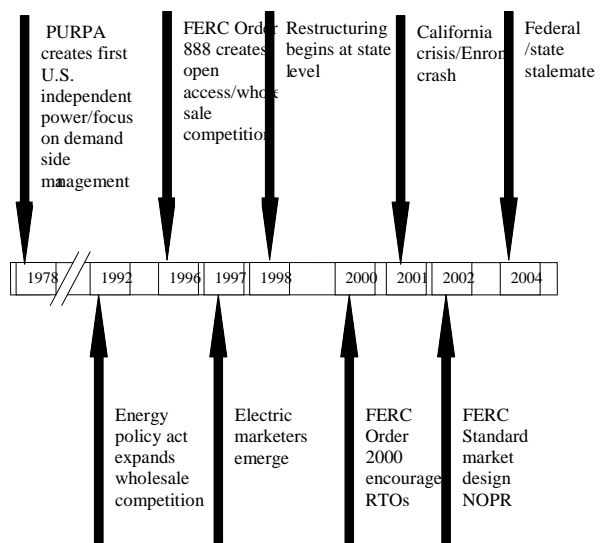 PURPA
creates first
U.S.
independent
power/focus
on demand
side
management
FERC Order
888 creates
open
access/whole
sale
competition
Restructuring
begins at state
level
California
crisis/Enron
crash
Federal
/state
stalemate
1978
1992
1996
1997
1998
2000
2001
2002
2004
Energy
policy act
expands
wholesale
competition
Electric
marketers
emerge
FERC
Order
2000
encourage
RTOs
FERC
Standard
market
design
NOPR